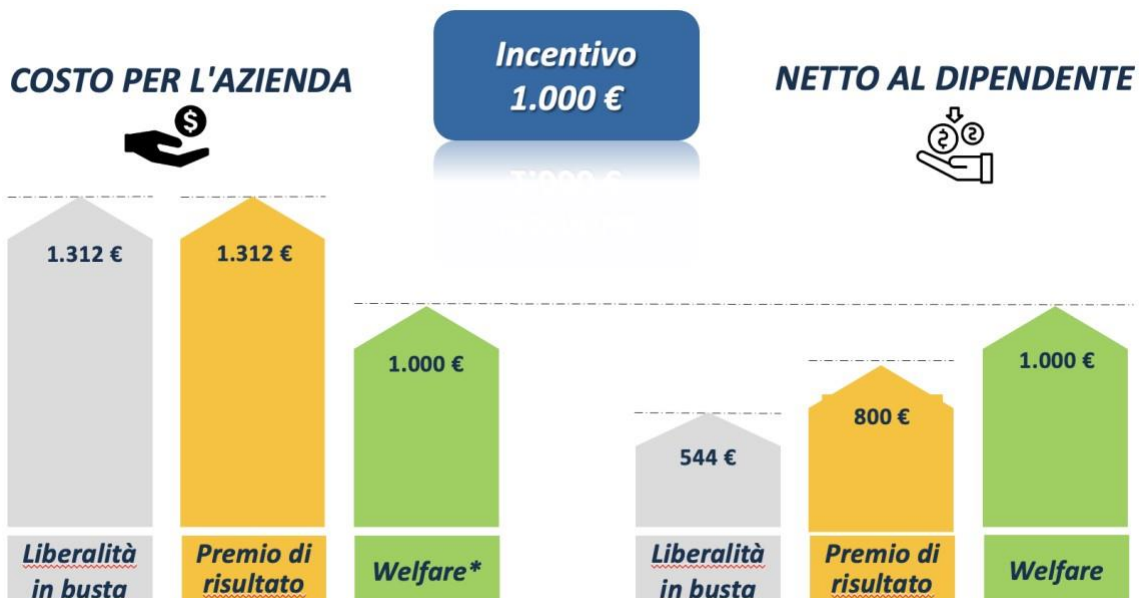 Incentivo
1.000 €
COSTO PER L'AZIENDA
NETTO AL DIPENDENTE
1.312 €
1.312 €
1.000 €
544 €
800 €
1.000 €
Liberalità
in busta
Premio di
risultato
Welfare*
Liberalità
in busta
Premio di
risultato
Welfare